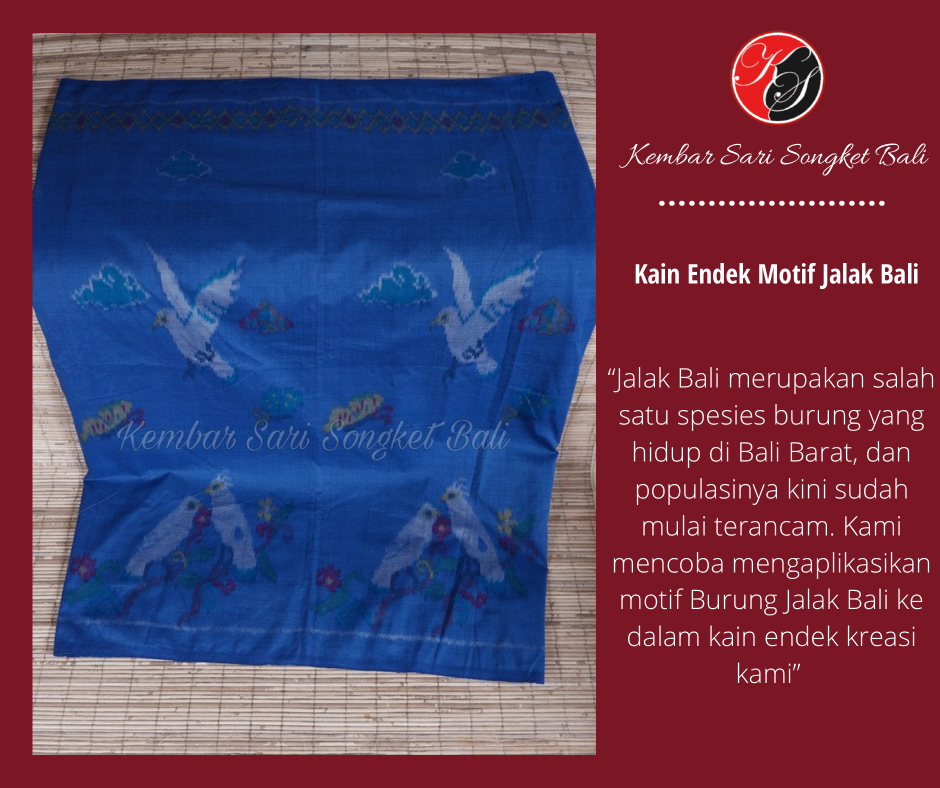 KS
Kembar Sari Songket Bali
Kain Endek Motif Jalak Bali
“Jalak Bali merupakan salah
satu spesies burung yang
hidup di Bali Barat, dan
populasinya kini sudah
mulai terancam. Kami
mencoba mengaplikasikan
motif Burung Jalak Bali ke
dalam kain endek kreasi
kami”
Kembar Sari Songket Bali